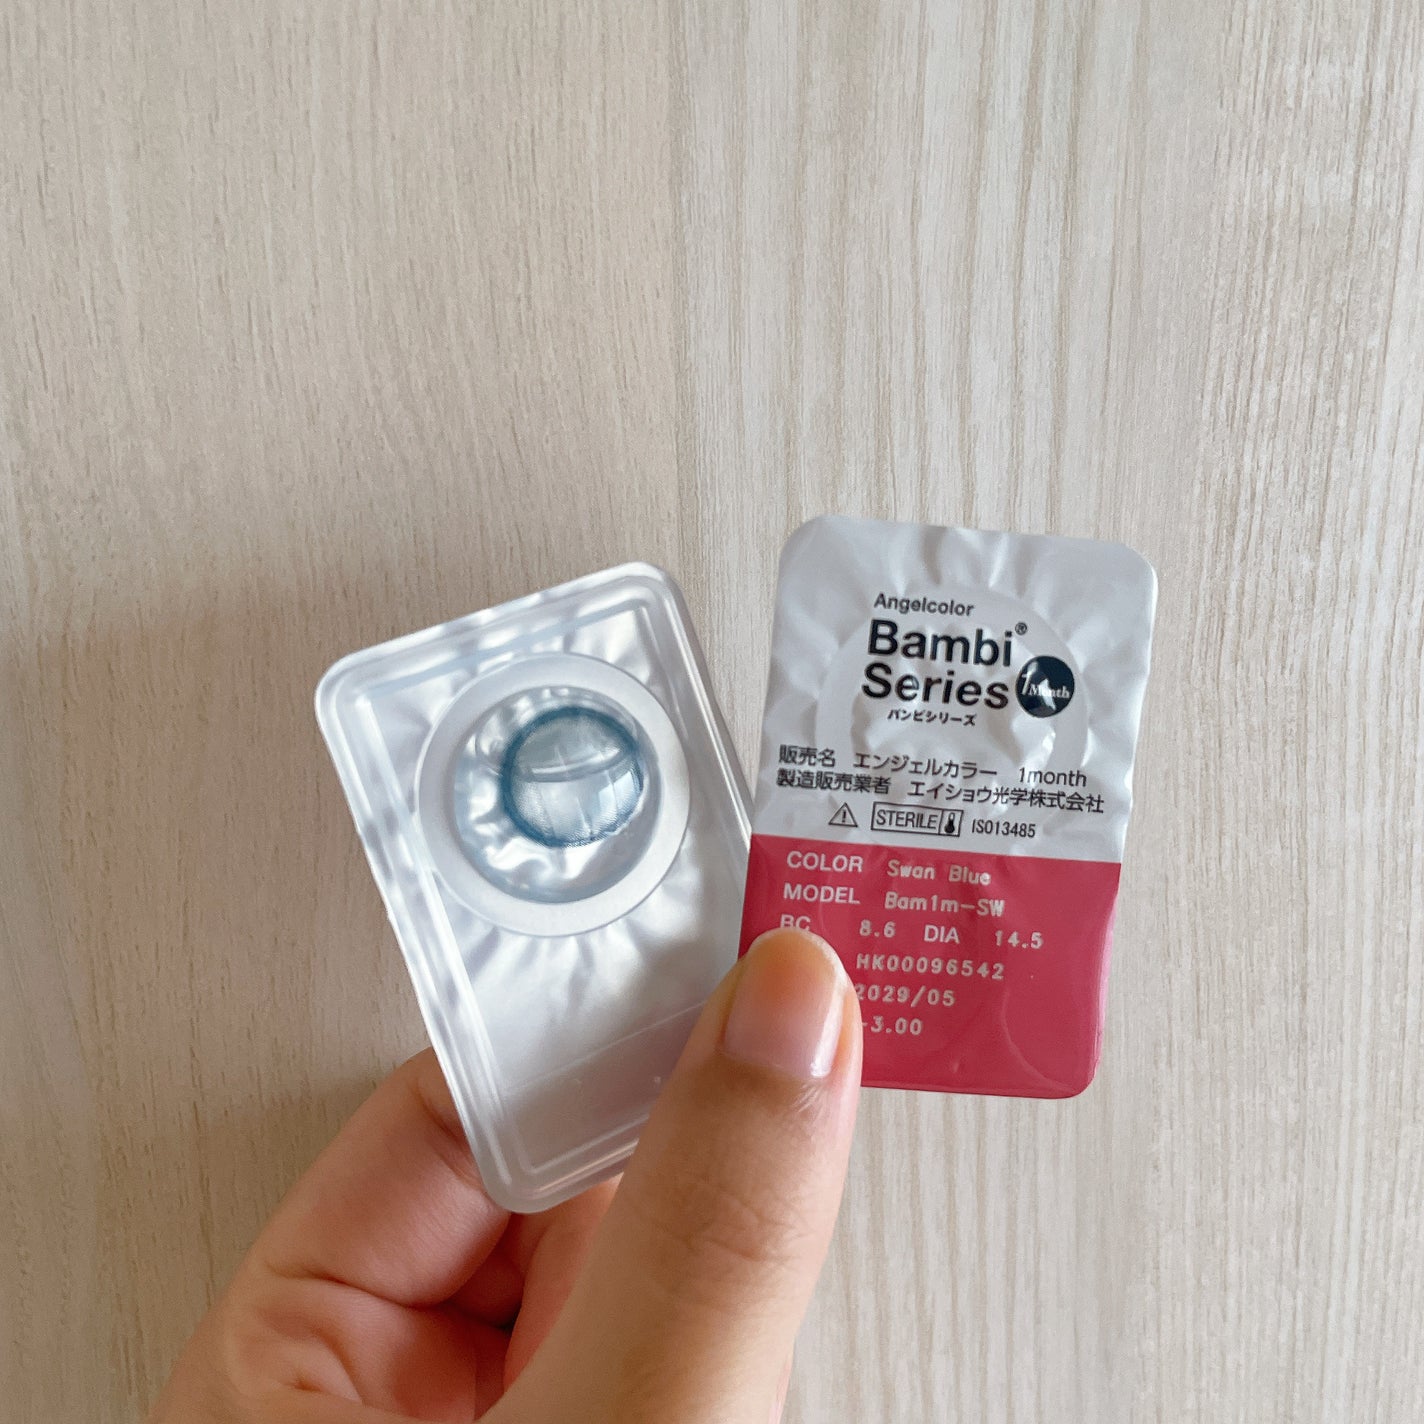 Angelcolor
Bambi®
Series
1Month
バンビシリーズ
販売名 エンジェルカラー 1month
製造販売業者 エイショウ光学株式会社
STERILE ISO13485
COLOR Swan Blue
MODEL Bam1m-SW
BC 8.6 DIA 14.5
HK00096542
2029/05
-3.00